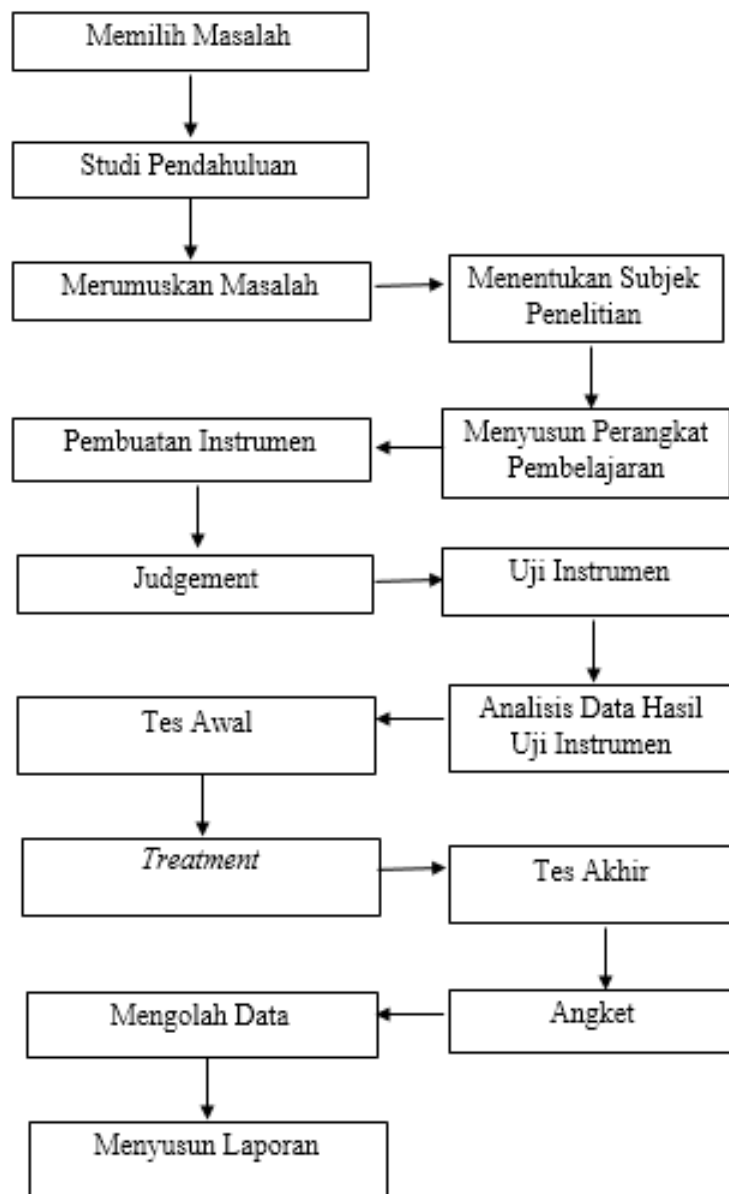 Memilih Masalah
Studi Pendahuluan
Merumuskan Masalah
Menentukan Subjek
Penelitian
Menyusun Perangkat
Pembelajaran
Pembuatan Instrumen
Judgement
Uji Instrumen
Analisis Data Hasil
Uji Instrumen
Tes Awal
Treatment
Tes Akhir
Angket
Mengolah Data
Menyusun Laporan